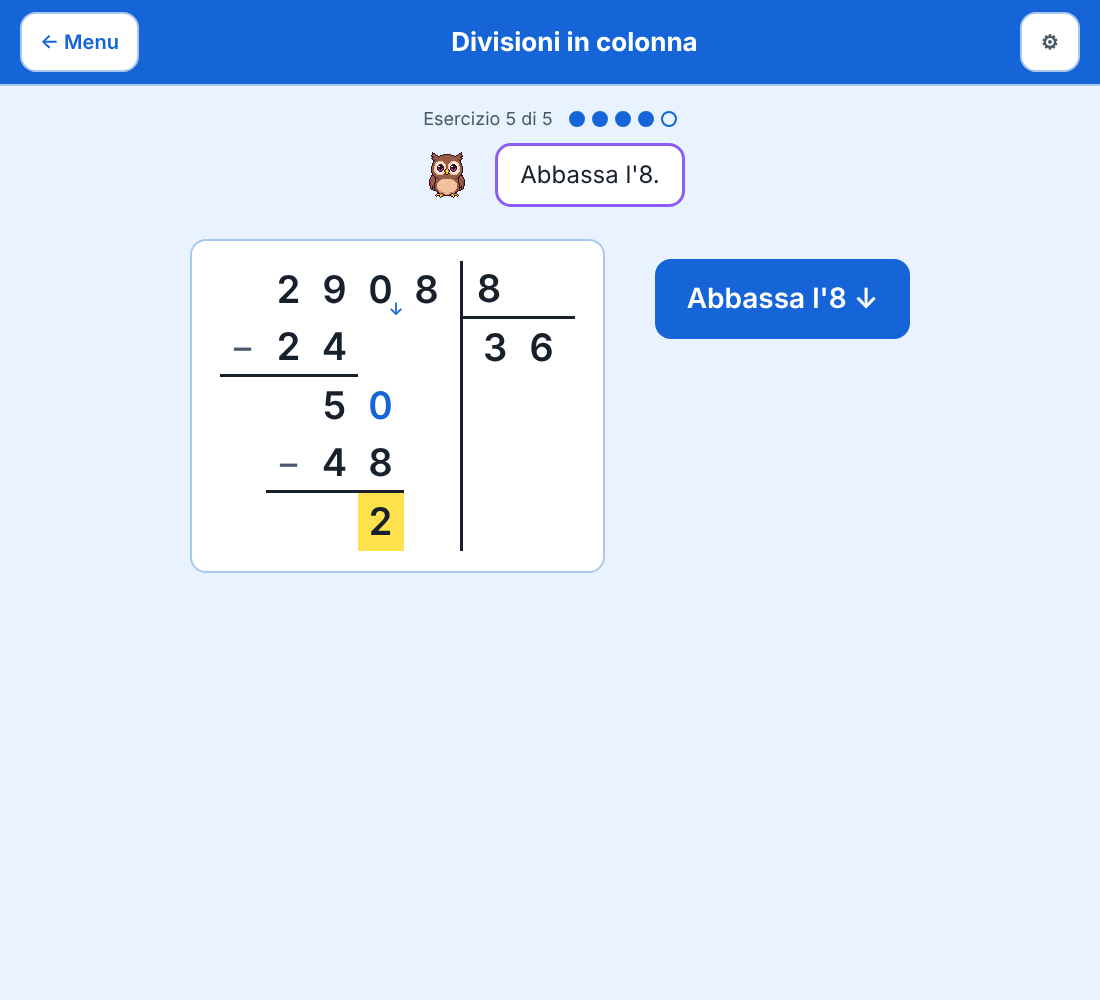 ← Menu
Divisioni in colonna
⚙
Esercizio 5 di 5
Abbassa l'8.
2 9 0↓ 8 8
− 2 4 3 6
5 0
− 4 8
2
Abbassa l'8 ↓